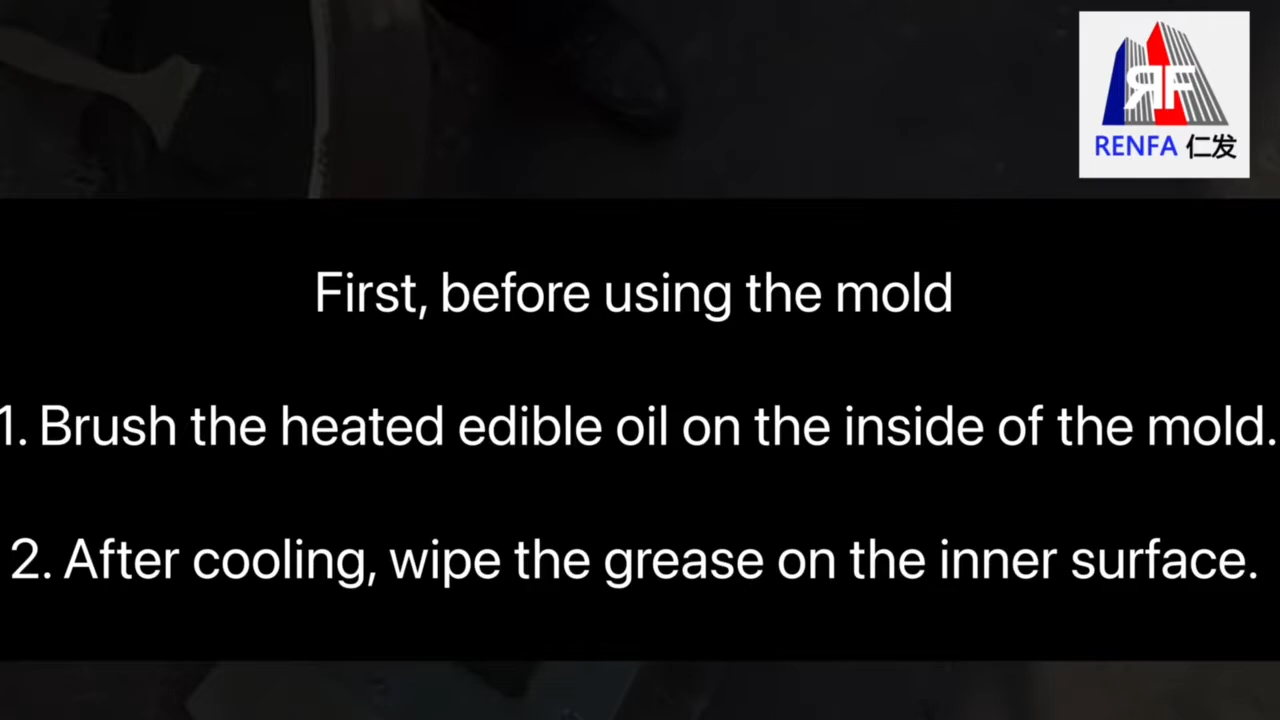 RF
RENFA 仁发
First, before using the mold
1. Brush the heated edible oil on the inside of the mold.
2. After cooling, wipe the grease on the inner surface.